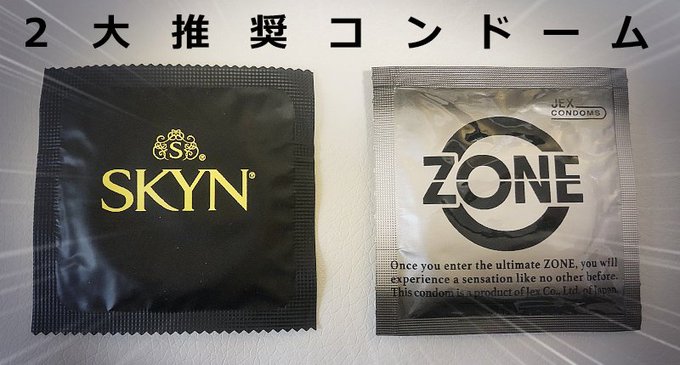 2大推奨コンドーム
S
SKYN®
JEX
CONDOMS
ZONE
Once you enter the ultimate ZONE, you will
experience a sensation like no other before.
This condom is a product of Jex Co., Ltd. of Japan.